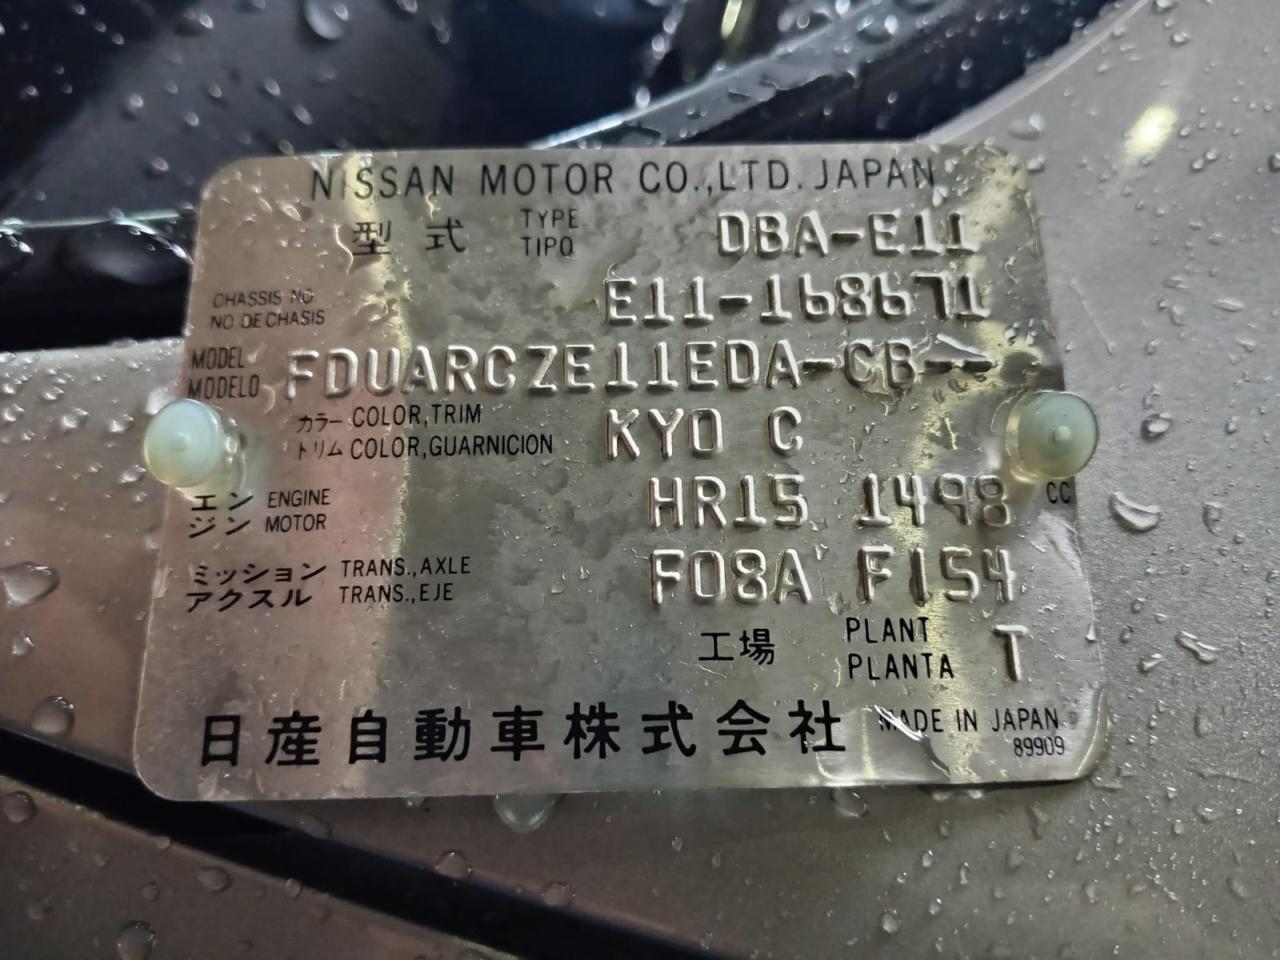 NISSAN MOTOR CO.,LTD. JAPAN
型式 TYPE TIPO DBA-E11
CHASSIS NO
NO DE CHASIS E11-168671
MODEL
MODELO FDUARCZE11EDA-CB--
カラー COLOR,TRIM
トリム COLOR,GUARNICION KY0 C
エン ENGINE
ジン MOTOR HR15 1498 CC
ミッション TRANS.,AXLE
アクスル TRANS.,EJE F08A F154
工場 PLANT
PLANTA T
日産自動車株式会社 MADE IN JAPAN
89909